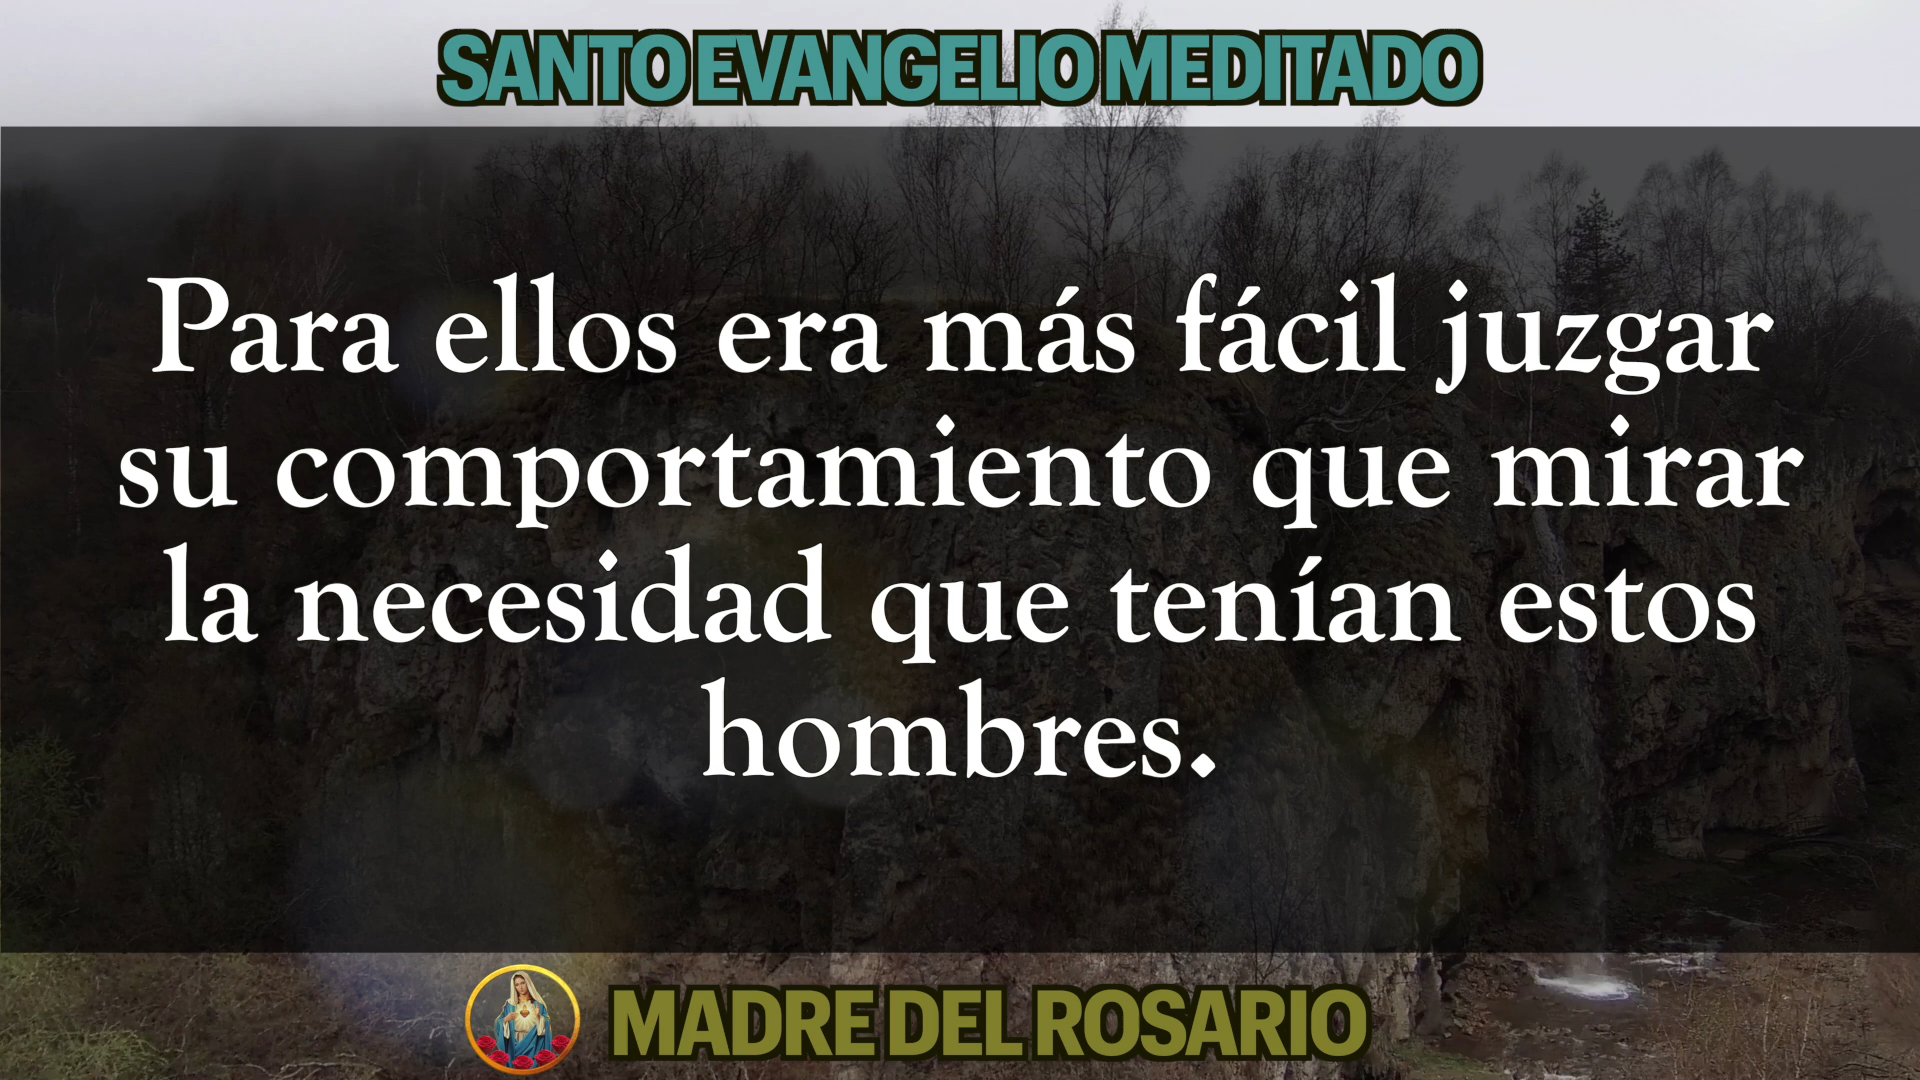 SANTO EVANGELIO MEDITADO
Para ellos era más fácil juzgar
su comportamiento que mirar
la necesidad que tenían estos
hombres.
MADRE DEL ROSARIO